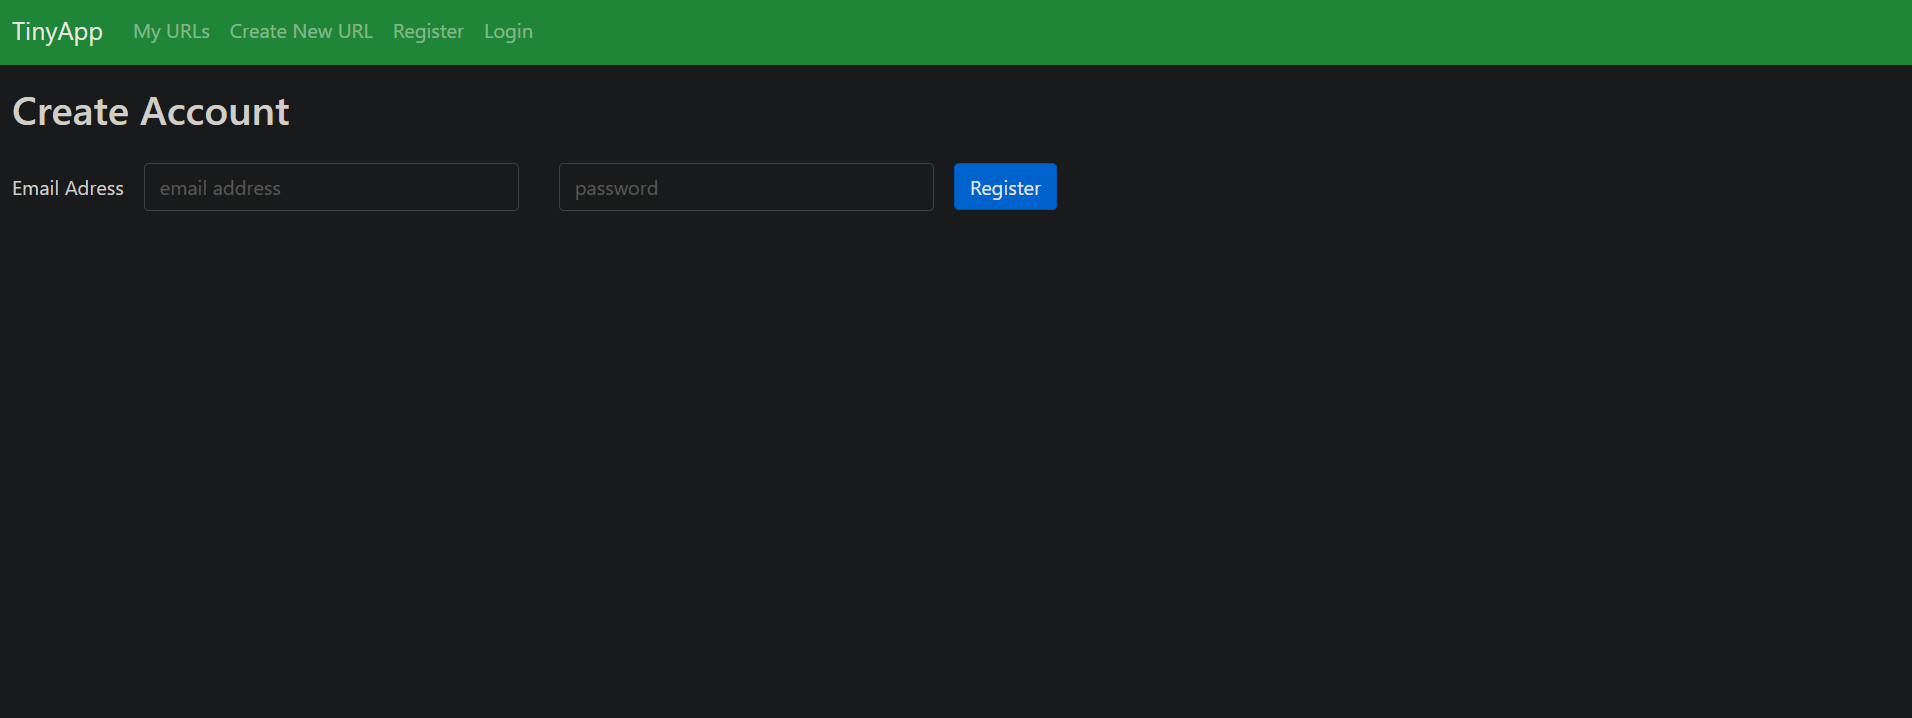 TinyApp My URLs Create New URL Register Login
Create Account
Email Adress email address password Register